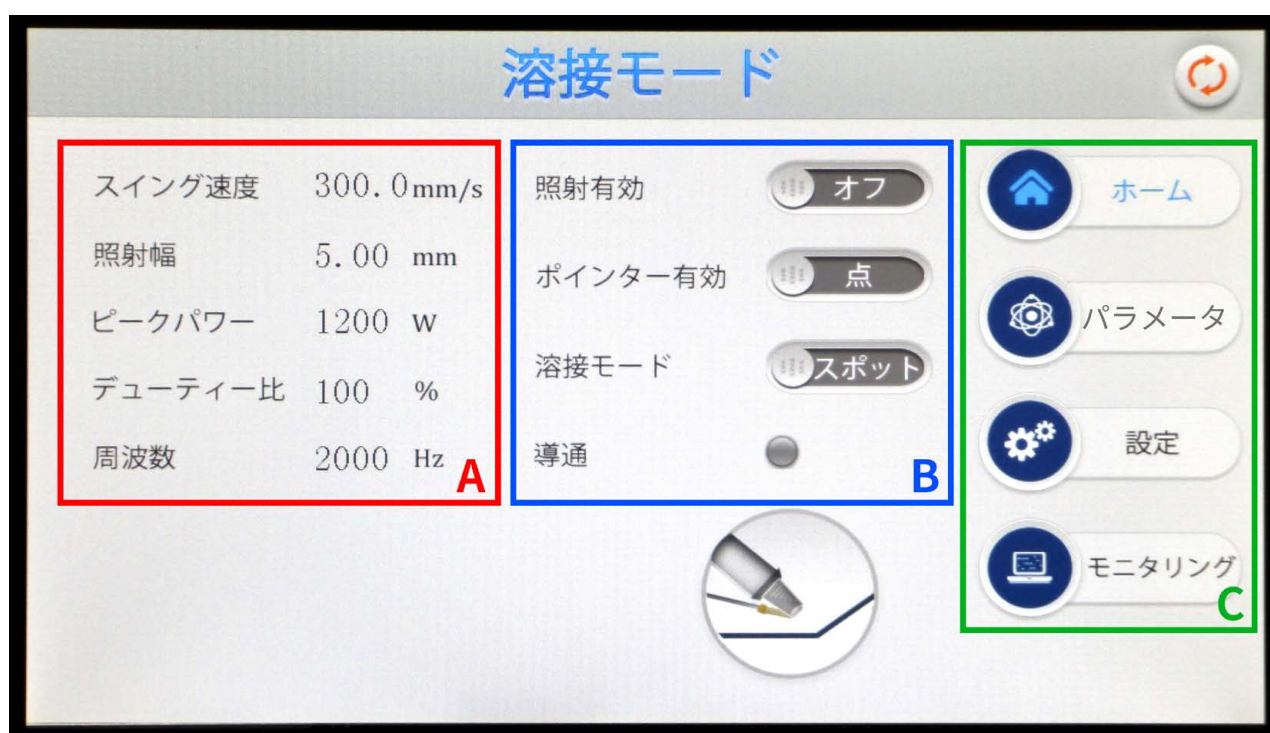 溶接モード
スイング速度 300.0mm/s
照射幅 5.00 mm
ピークパワー 1200 W
デューティー比 100 %
周波数 2000 Hz
A
照射有効 オフ
ポインター有効 点
溶接モード スポット
導通
B
ホーム
パラメータ
設定
モニタリング
C